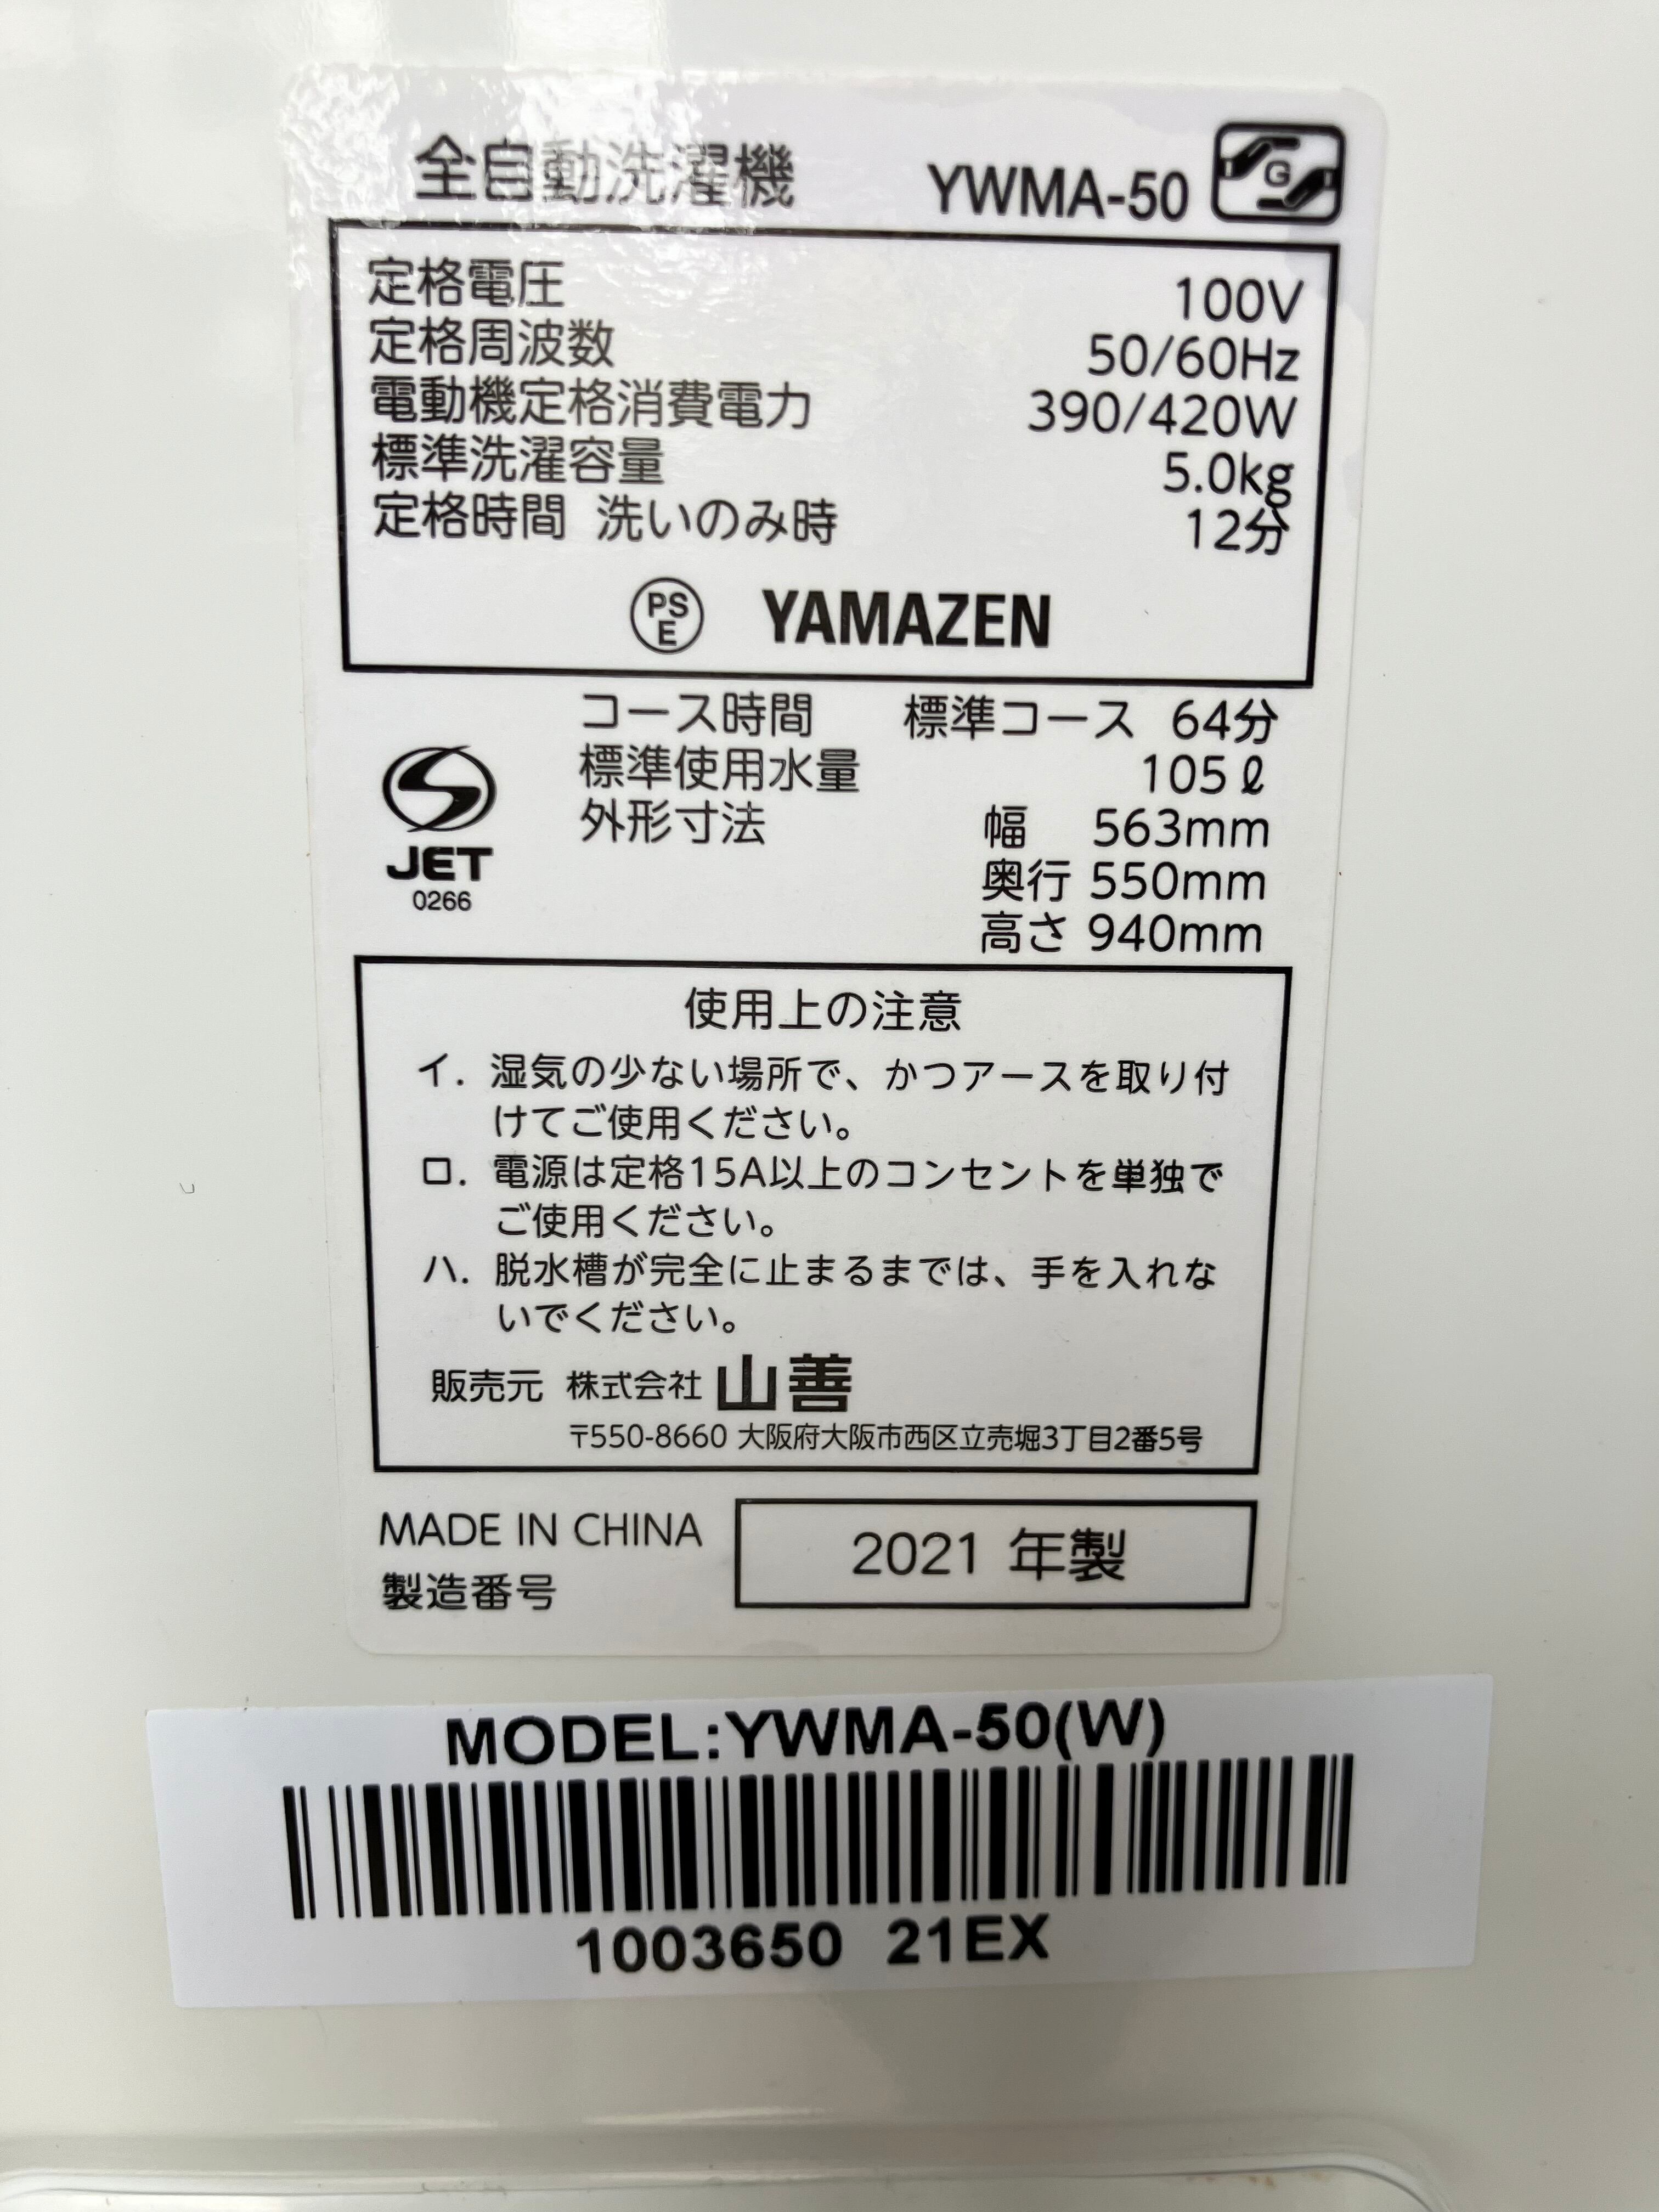 全自動洗濯機 YWMA-50 G
定格電圧 100V
定格周波数 50/60Hz
電動機定格消費電力 390/420W
標準洗濯容量 5.0kg
定格時間 洗いのみ時 12分
PS
E
YAMAZEN
コース時間 標準コース 64分
標準使用水量 105ℓ
外形寸法 幅 563mm
奥行 550mm
高さ 940mm
JET
0266
使用上の注意
イ. 湿気の少ない場所で、かつアースを取り付
けてご使用ください。
ロ. 電源は定格15A以上のコンセントを単独で
ご使用ください。
ハ. 脱水槽が完全に止まるまでは、手を入れな
いでください。
販売元 株式会社 山善
〒550-8660 大阪府大阪市西区立売堀3丁目2番5号
MADE IN CHINA
2021 年製
製造番号
MODEL:YWMA-50(W)
1003650 21EX